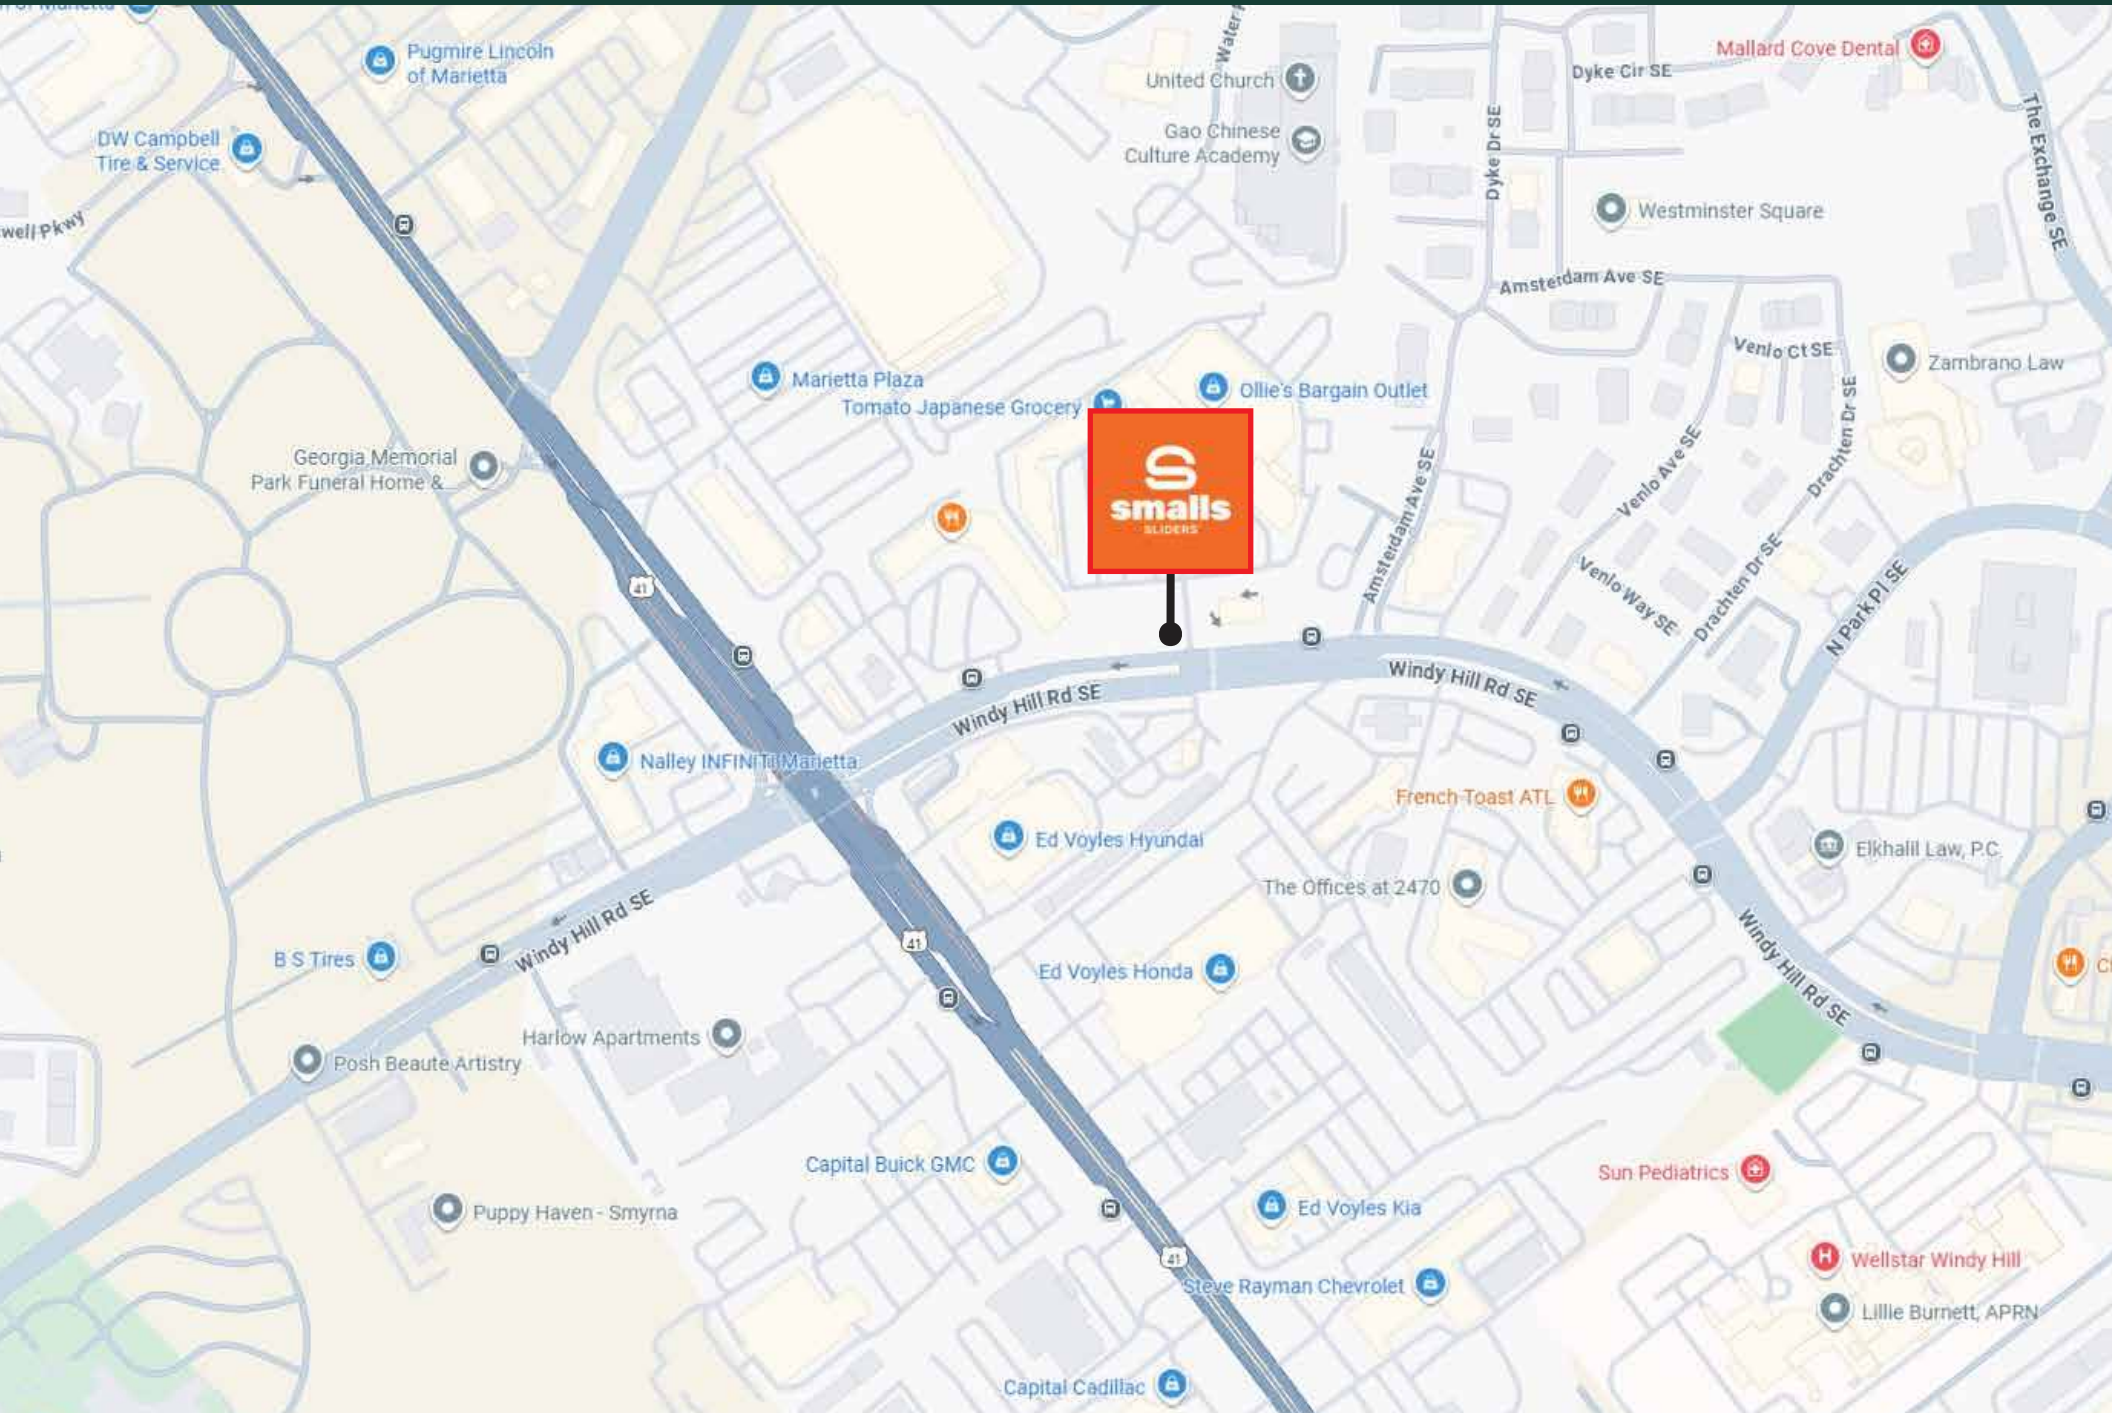 Pugmire Lincoln
of Marietta
DW Campbell
Tire & Service
well Pkwy
United Church
Gao Chinese
Culture Academy
Dyke Cir SE
Mallard Cove Dental
Dyke Dr SE
The Exchange SE
Westminster Square
Amsterdam Ave SE
Venlo Ct SE
Zambrano Law
Marietta Plaza
Tomato Japanese Grocery
Ollie's Bargain Outlet
Georgia Memorial
Park Funeral Home &...
S
smalls
SLIDERS
Amsterdam Ave SE
Venlo Ave SE
Drachten Dr SE
Venlo Way SE
Drachten Dr SE
N Park Pl SE
41
Windy Hill Rd SE
Windy Hill Rd SE
Nalley INFINITI Marietta
French Toast ATL
Ed Voyles Hyundai
Elkhalil Law, P.C.
The Offices at 2470
Windy Hill Rd SE
Windy Hill Rd SE
41
B S Tires
Ed Voyles Honda
Harlow Apartments
Posh Beaute Artistry
Capital Buick GMC
Sun Pediatrics
Puppy Haven - Smyrna
Ed Voyles Kia
41
Steve Rayman Chevrolet
Wellstar Windy Hill
Lillie Burnett, APRN
Capital Cadillac